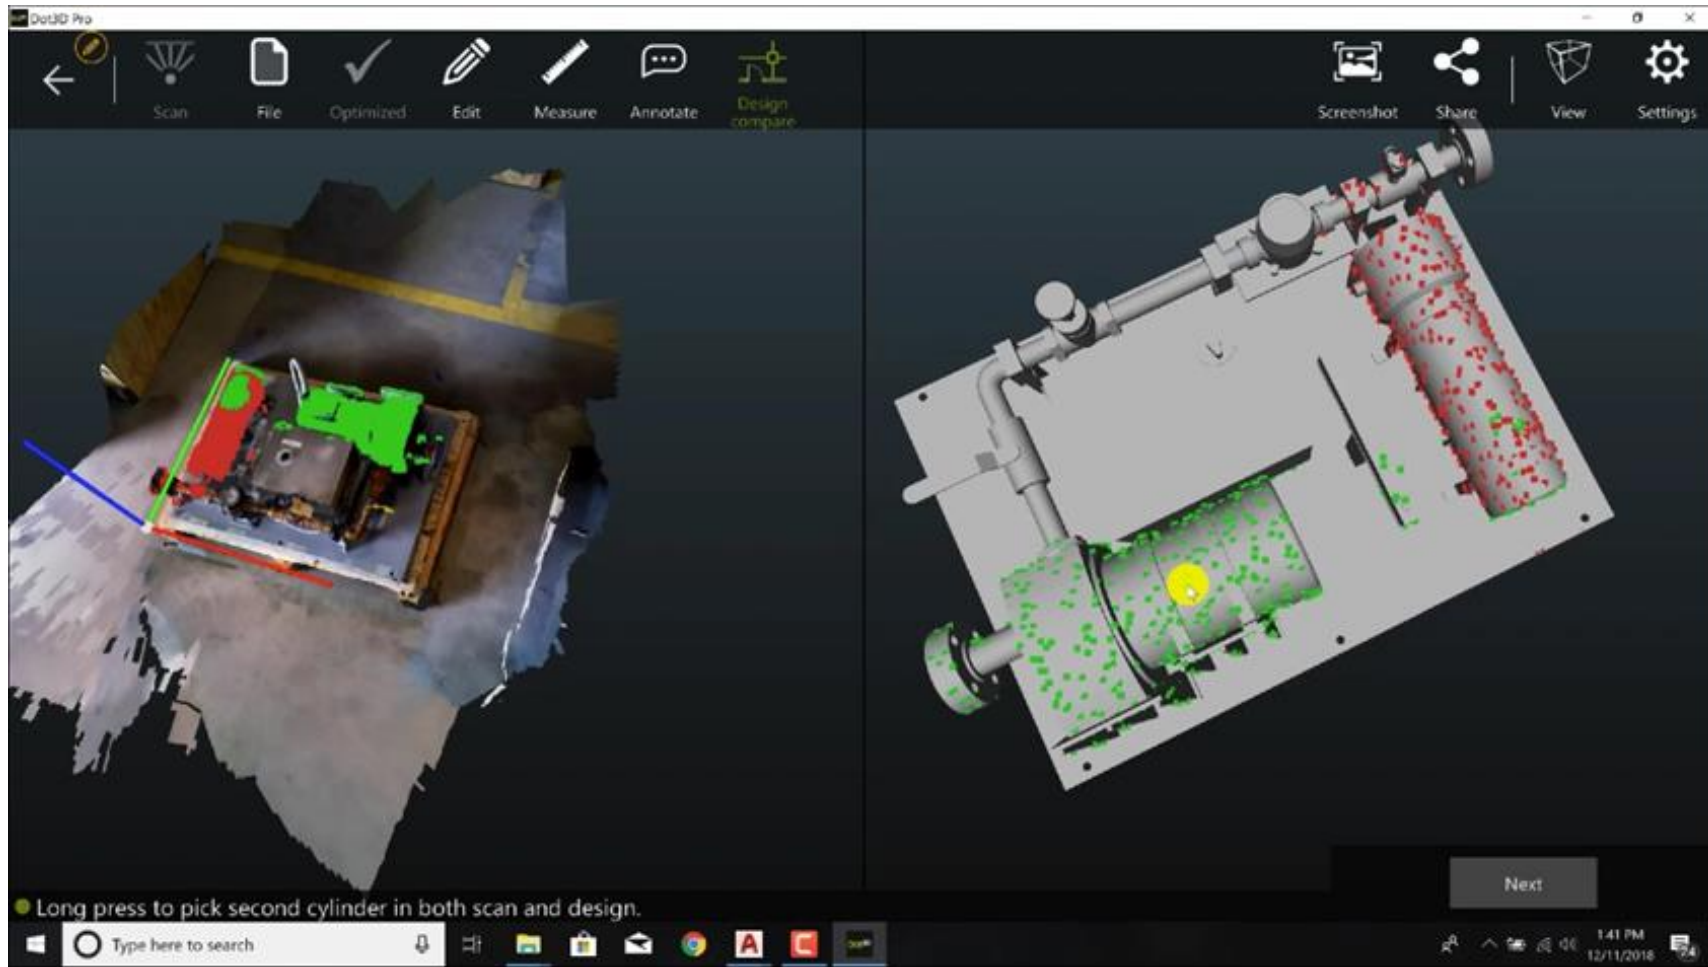 Dot3D Pro
Scan
File
Optimized
Edit
Measure
Annotate
Design
compare
Screenshot
Share
View
Settings
Next
Long press to pick second cylinder in both scan and design.
Type here to search
1:41 PM
12/11/2018